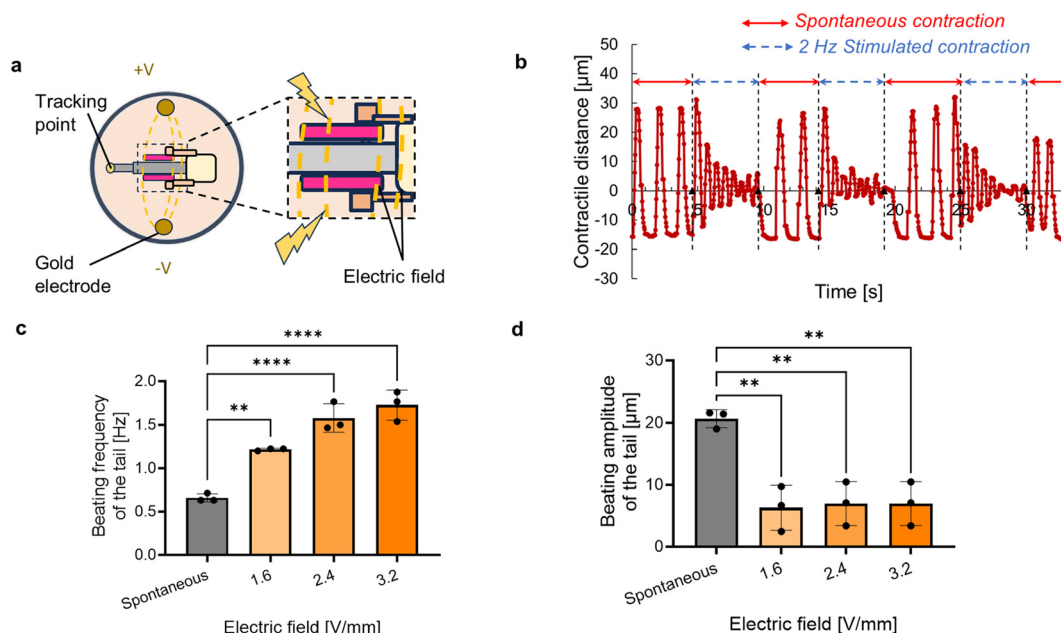 a
+V
Tracking
point
Gold
electrode
-V
Electric field
b
Spontaneous contraction
2 Hz Stimulated contraction
Contractile distance [µm]
50
40
30
20
10
0
-10
-20
-30
0
5
10
15
20
25
30
Time [s]
c
Beating frequency
of the tail [Hz]
2.0
1.5
1.0
0.5
0.0
**
****
****
Spontaneous
1.6
2.4
3.2
Electric field [V/mm]
d
Beating amplitude
of the tail [µm]
30
20
10
0
**
**
**
Spontaneous
1.6
2.4
3.2
Electric field [V/mm]